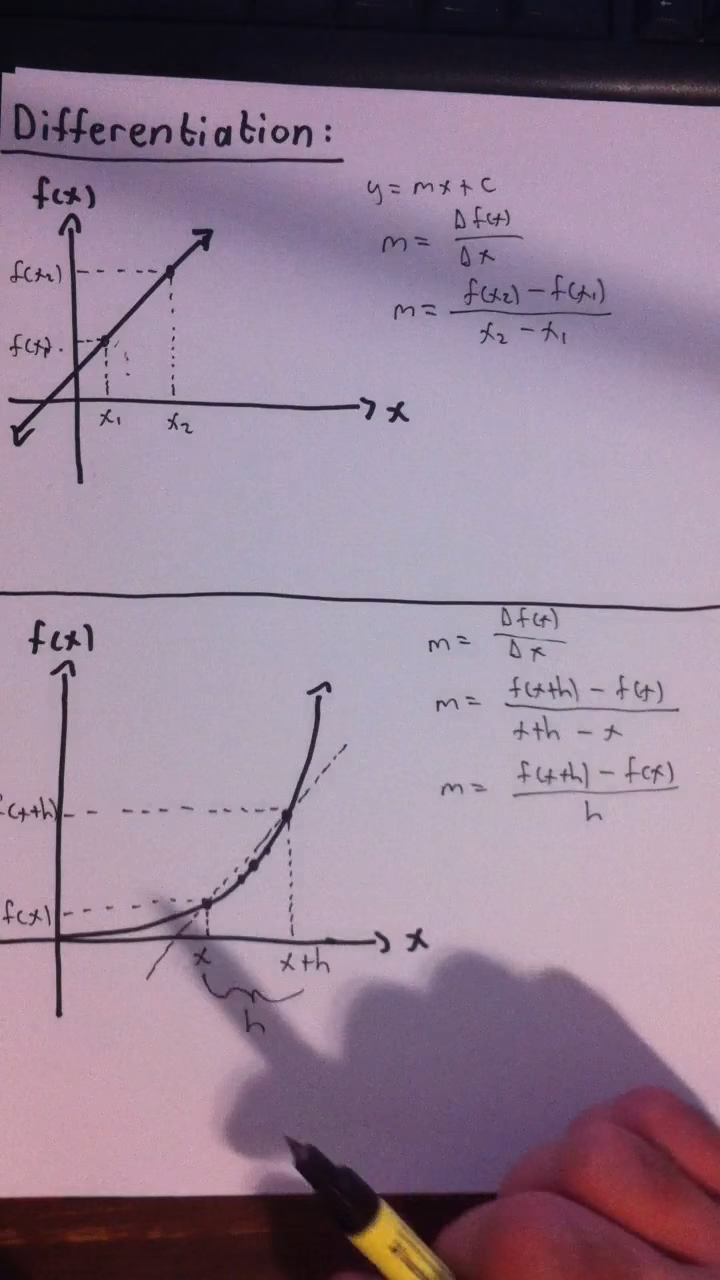 Differentiation:
f(x)
y = mx + c
m = Δf(x) / Δx
f(x₂)
m = f(x₂) - f(x₁) / x₂ - x₁
f(x₁)
x
x₁ x₂
f(x)
m = Δf(x) / Δx
m = f(x+h) - f(x) / x+h - x
m = f(x+h) - f(x) / h
f(x+h)
f(x)
x
x x+h
h